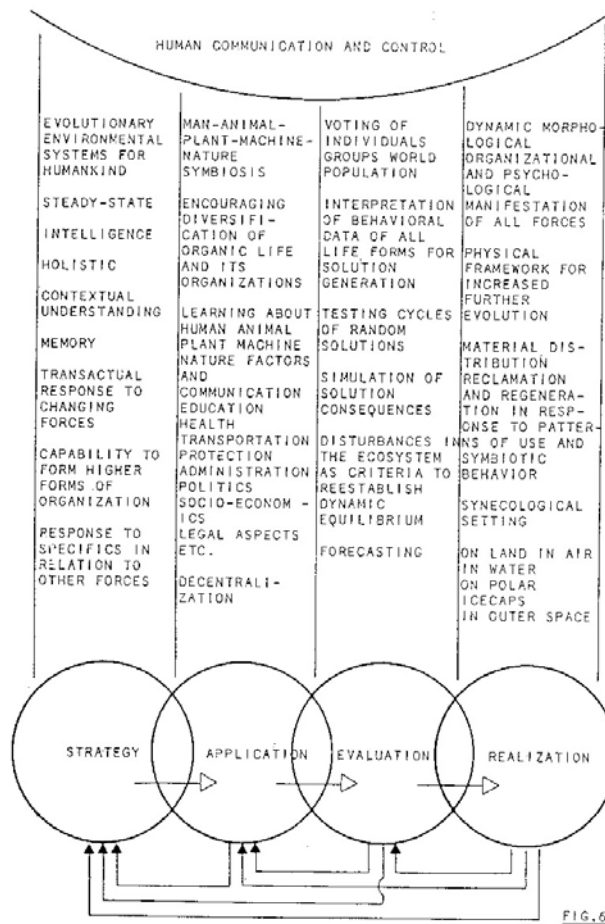 HUMAN COMMUNICATION AND CONTROL
EVOLUTIONARY
ENVIRONMENTAL
SYSTEMS FOR
HUMANKIND
STEADY-STATE
INTELLIGENCE
HOLISTIC
CONTEXTUAL
UNDERSTANDING
MEMORY
TRANSACTUAL
RESPONSE TO
CHANGING
FORCES
CAPABILITY TO
FORM HIGHER
FORMS OF
ORGANIZATION
RESPONSE TO
SPECIFICS IN
RELATION TO
OTHER FORCES
MAN-ANIMAL-
PLANT-MACHINE-
NATURE
SYMBIOSIS
ENCOURAGING
DIVERSIFI-
CATION OF
ORGANIC LIFE
AND ITS
ORGANIZATIONS
LEARNING ABOUT
HUMAN ANIMAL
PLANT MACHINE
NATURE FACTORS
AND
COMMUNICATION
EDUCATION
HEALTH
TRANSPORTATION
PROTECTION
ADMINISTRATION
POLITICS
SOCIO-ECONOM-
ICS
LEGAL ASPECTS
ETC.
DECENTRALI-
ZATION
VOTING OF
INDIVIDUALS
GROUPS WORLD
POPULATION
INTERPRETATION
OF BEHAVIORAL
DATA OF ALL
LIFE FORMS FOR
SOLUTION
GENERATION
TESTING CYCLES
OF RANDOM
SOLUTIONS
SIMULATION OF
SOLUTION
CONSEQUENCES
DISTURBANCES IN
THE ECOSYSTEM
AS CRITERIA TO
REESTABLISH
DYNAMIC
EQUILIBRIUM
FORECASTING
DYNAMIC MORPHO-
LOGICAL
ORGANIZATIONAL
AND PSYCHO-
LOGICAL
MANIFESTATION
OF ALL FORCES
PHYSICAL
FRAMEWORK FOR
INCREASED
FURTHER
EVOLUTION
MATERIAL DIS-
TRIBUTION
RECLAMATION
AND REGENERA-
TION IN RESP-
ONSE TO PATTER-
NS OF USE AND
SYMBIOTIC
BEHAVIOR
SYNECOLOGICAL
SETTING
ON LAND IN AIR
IN WATER
ON POLAR
ICECAPS
IN OUTER SPACE
STRATEGY
APPLICATION
EVALUATION
REALIZATION
FIG.6